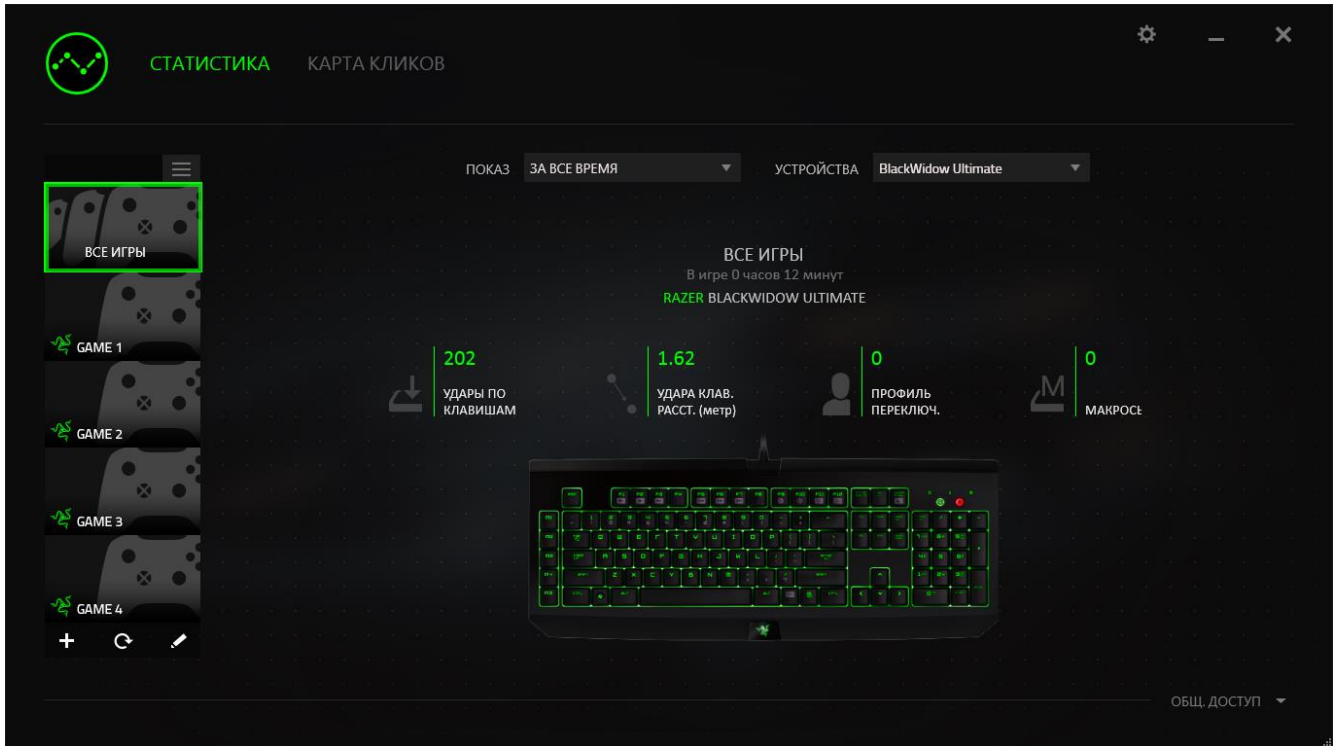 СТАТИСТИКА
КАРТА КЛИКОВ
ПОКАЗ
ЗА ВСЕ ВРЕМЯ
УСТРОЙСТВА
BlackWidow Ultimate
ВСЕ ИГРЫ
GAME 1
GAME 2
GAME 3
GAME 4
ВСЕ ИГРЫ
В игре 0 часов 12 минут
RAZER BLACKWIDOW ULTIMATE
202
УДАРЫ ПО
КЛАВИШАМ
1.62
УДАРА КЛАВ.
РАССТ. (метр)
0
ПРОФИЛЬ
ПЕРЕКЛЮЧ.
M
0
МАКРОСЫ
ОБЩ. ДОСТУП